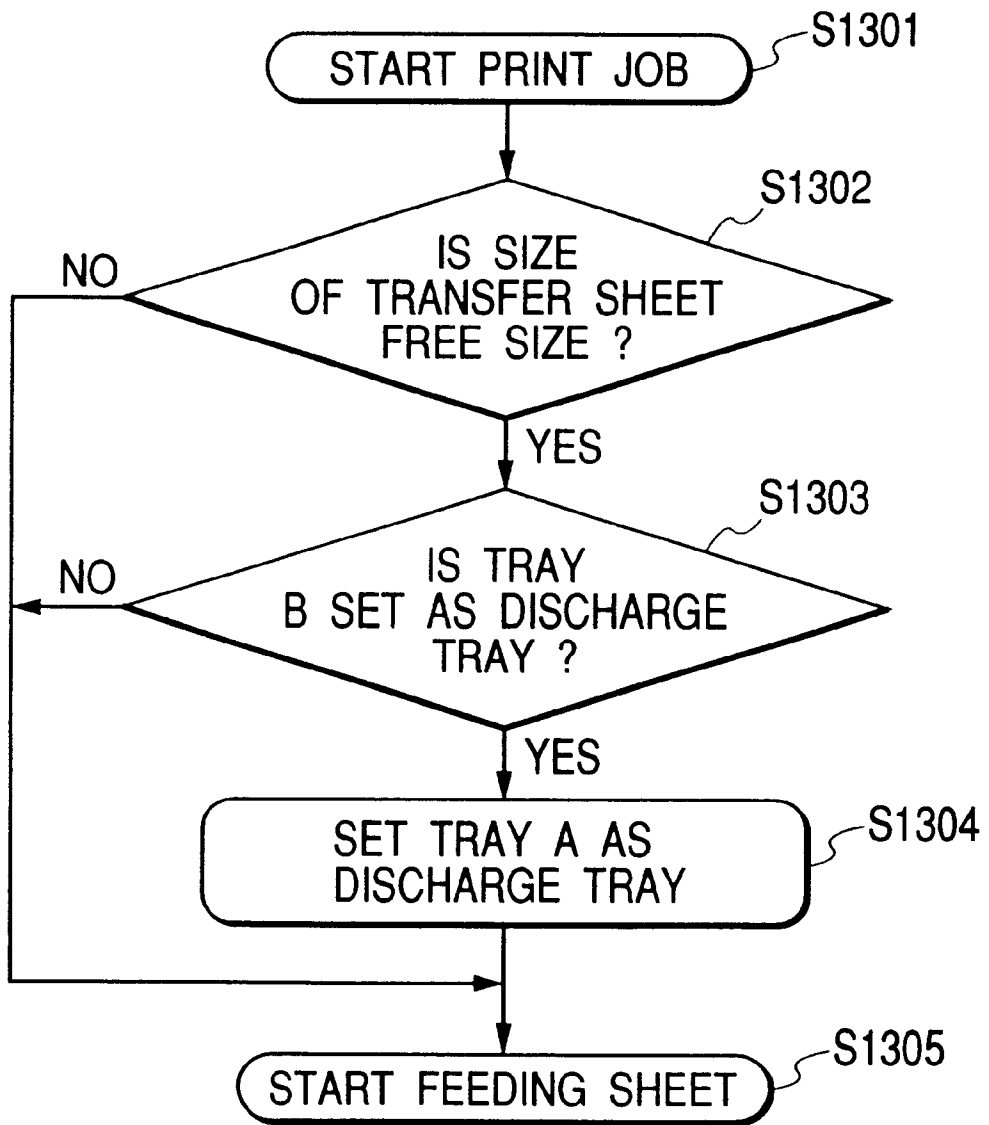 START PRINT JOB
S1301
S1302
IS SIZE
OF TRANSFER SHEET
FREE SIZE ?
NO
YES
S1303
IS TRAY
B SET AS DISCHARGE
TRAY ?
NO
YES
SET TRAY A AS
DISCHARGE TRAY
S1304
START FEEDING SHEET
S1305